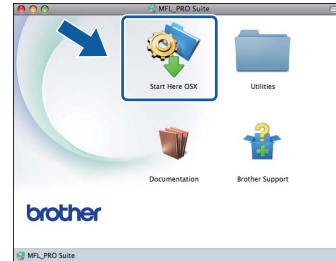 MFL_PRO Suite
Start Here OSX
Utilities
Documentation
Brother Support
brother
MFL_PRO Suite